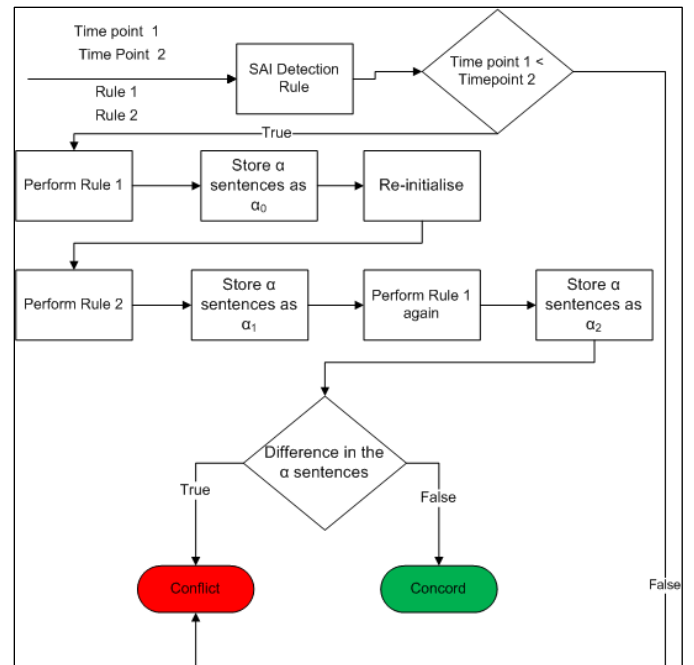 Time point 1
Time Point 2
Rule 1
Rule 2
SAI Detection
Rule
Time point 1 <
Timepoint 2
True
Perform Rule 1
Store α
sentences as
α₀
Re-initialise
Perform Rule 2
Store α
sentences as
α₁
Perform Rule 1
again
Store α
sentences as
α₂
Difference in the
α sentences
True
False
Conflict
Concord
False